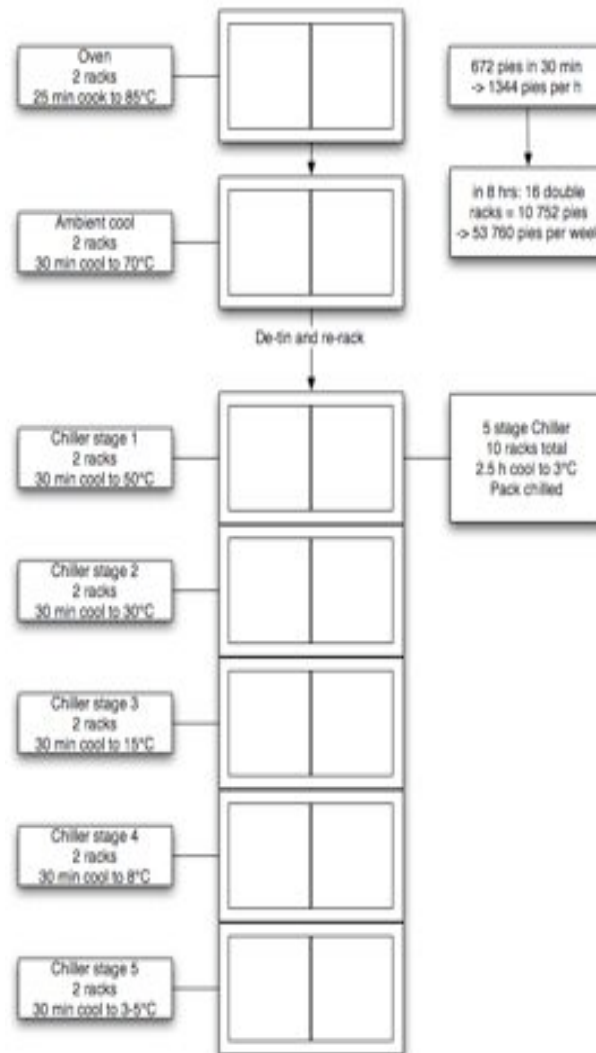 Oven
2 racks
25 min cook to 85°C
672 pies in 30 min
-> 1344 pies per h
Ambient cool
2 racks
30 min cool to 70°C
in 8 hrs: 16 double
racks = 10 752 pies
-> 53 760 pies per week
De-tin and re-rack
Chiller stage 1
2 racks
30 min cool to 50°C
5 stage Chiller
10 racks total
2.5 h cool to 3°C
Pack chilled
Chiller stage 2
2 racks
30 min cool to 30°C
Chiller stage 3
2 racks
30 min cool to 15°C
Chiller stage 4
2 racks
30 min cool to 8°C
Chiller stage 5
2 racks
30 min cool to 3-5°C